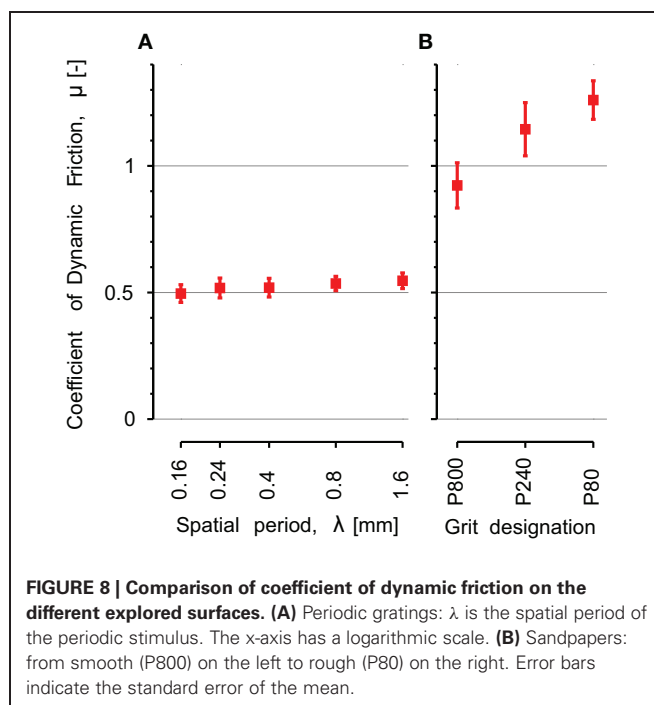 A
B
Coefficient of Dynamic Friction, μ [-]
1
0.5
0
0.16
0.24
0.4
0.8
1.6
Spatial period, λ [mm]
P800
P240
P80
Grit designation
FIGURE 8 | Comparison of coefficient of dynamic friction on the
different explored surfaces. (A) Periodic gratings: λ is the spatial period of
the periodic stimulus. The x-axis has a logarithmic scale. (B) Sandpapers:
from smooth (P800) on the left to rough (P80) on the right. Error bars
indicate the standard error of the mean.